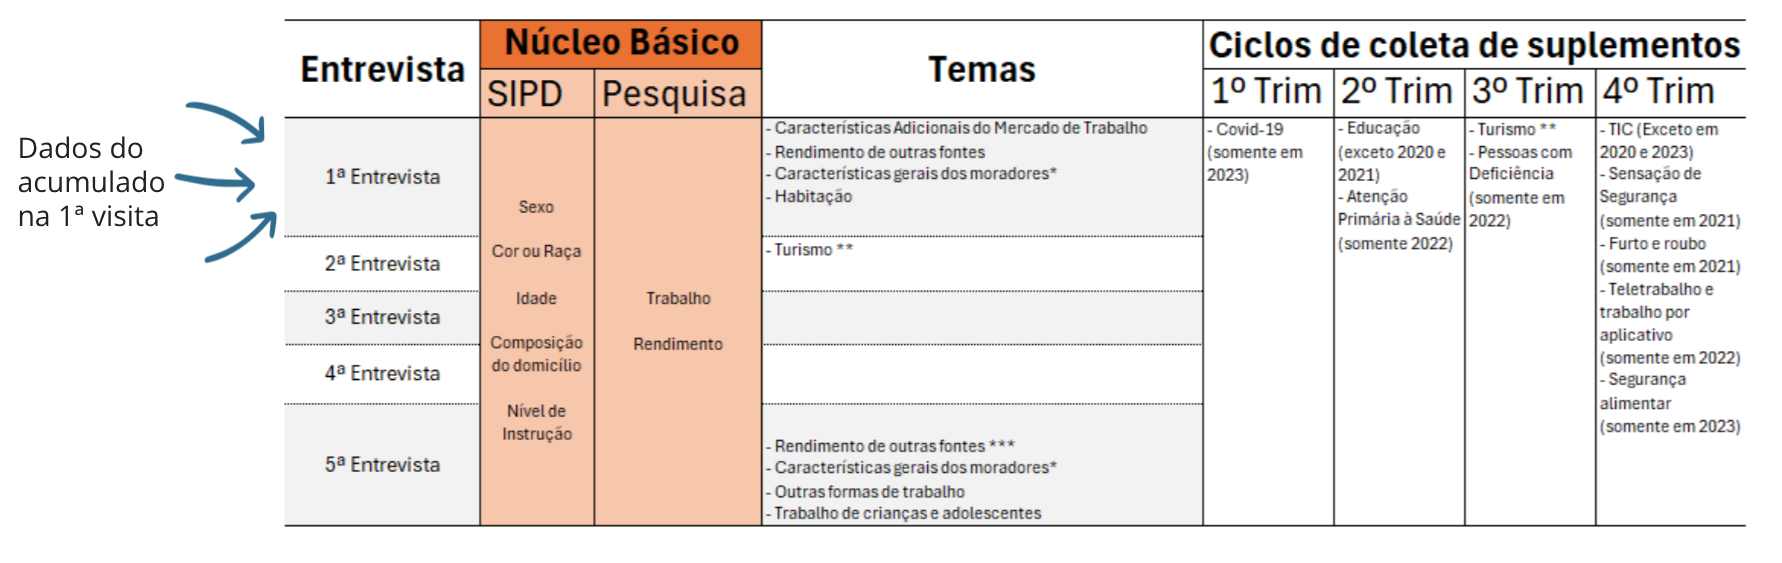 Dados do
acumulado
na 1ª visita
Entrevista
Núcleo Básico
SIPD
Pesquisa
Temas
Ciclos de coleta de suplementos
1º Trim
2º Trim
3º Trim
4º Trim
1ª Entrevista
2ª Entrevista
3ª Entrevista
4ª Entrevista
5ª Entrevista
Sexo
Cor ou Raça
Idade
Composição
do domicílio
Nível de
Instrução
Trabalho
Rendimento
- Características Adicionais do Mercado de Trabalho
- Rendimento de outras fontes
- Características gerais dos moradores*
- Habitação
- Turismo **
- Rendimento de outras fontes ***
- Características gerais dos moradores*
- Outras formas de trabalho
- Trabalho de crianças e adolescentes
- Covid-19
(somente em
2023)
- Educação
(exceto 2020 e
2021)
- Atenção
Primária à Saúde
(somente 2022)
- Turismo **
- Pessoas com
Deficiência
(somente em
2022)
- TIC (Exceto em
2020 e 2023)
- Sensação de
Segurança
(somente em 2021)
- Furto e roubo
(somente em 2021)
- Teletrabalho e
trabalho por
aplicativo
(somente em 2022)
- Segurança
alimentar
(somente em 2023)